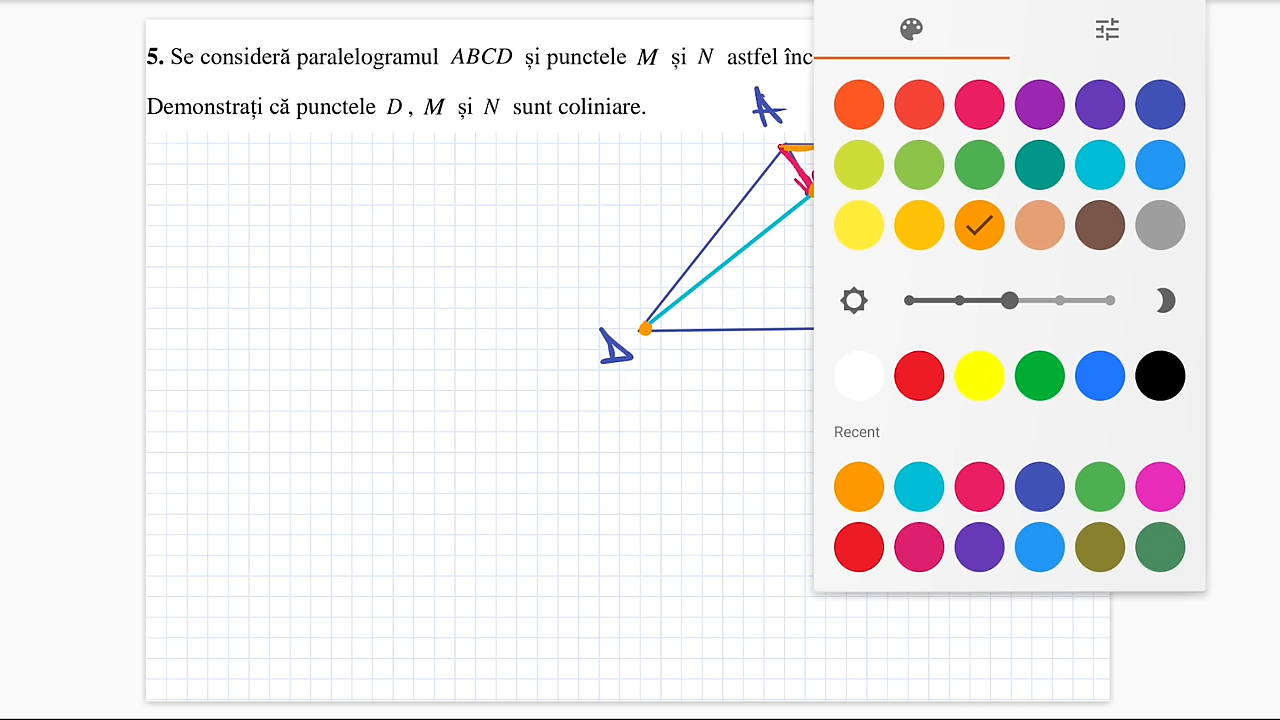 5. Se consideră paralelogramul ABCD și punctele M și N astfel înc
Demonstrați că punctele D, M și N sunt coliniare.
A
D
Recent